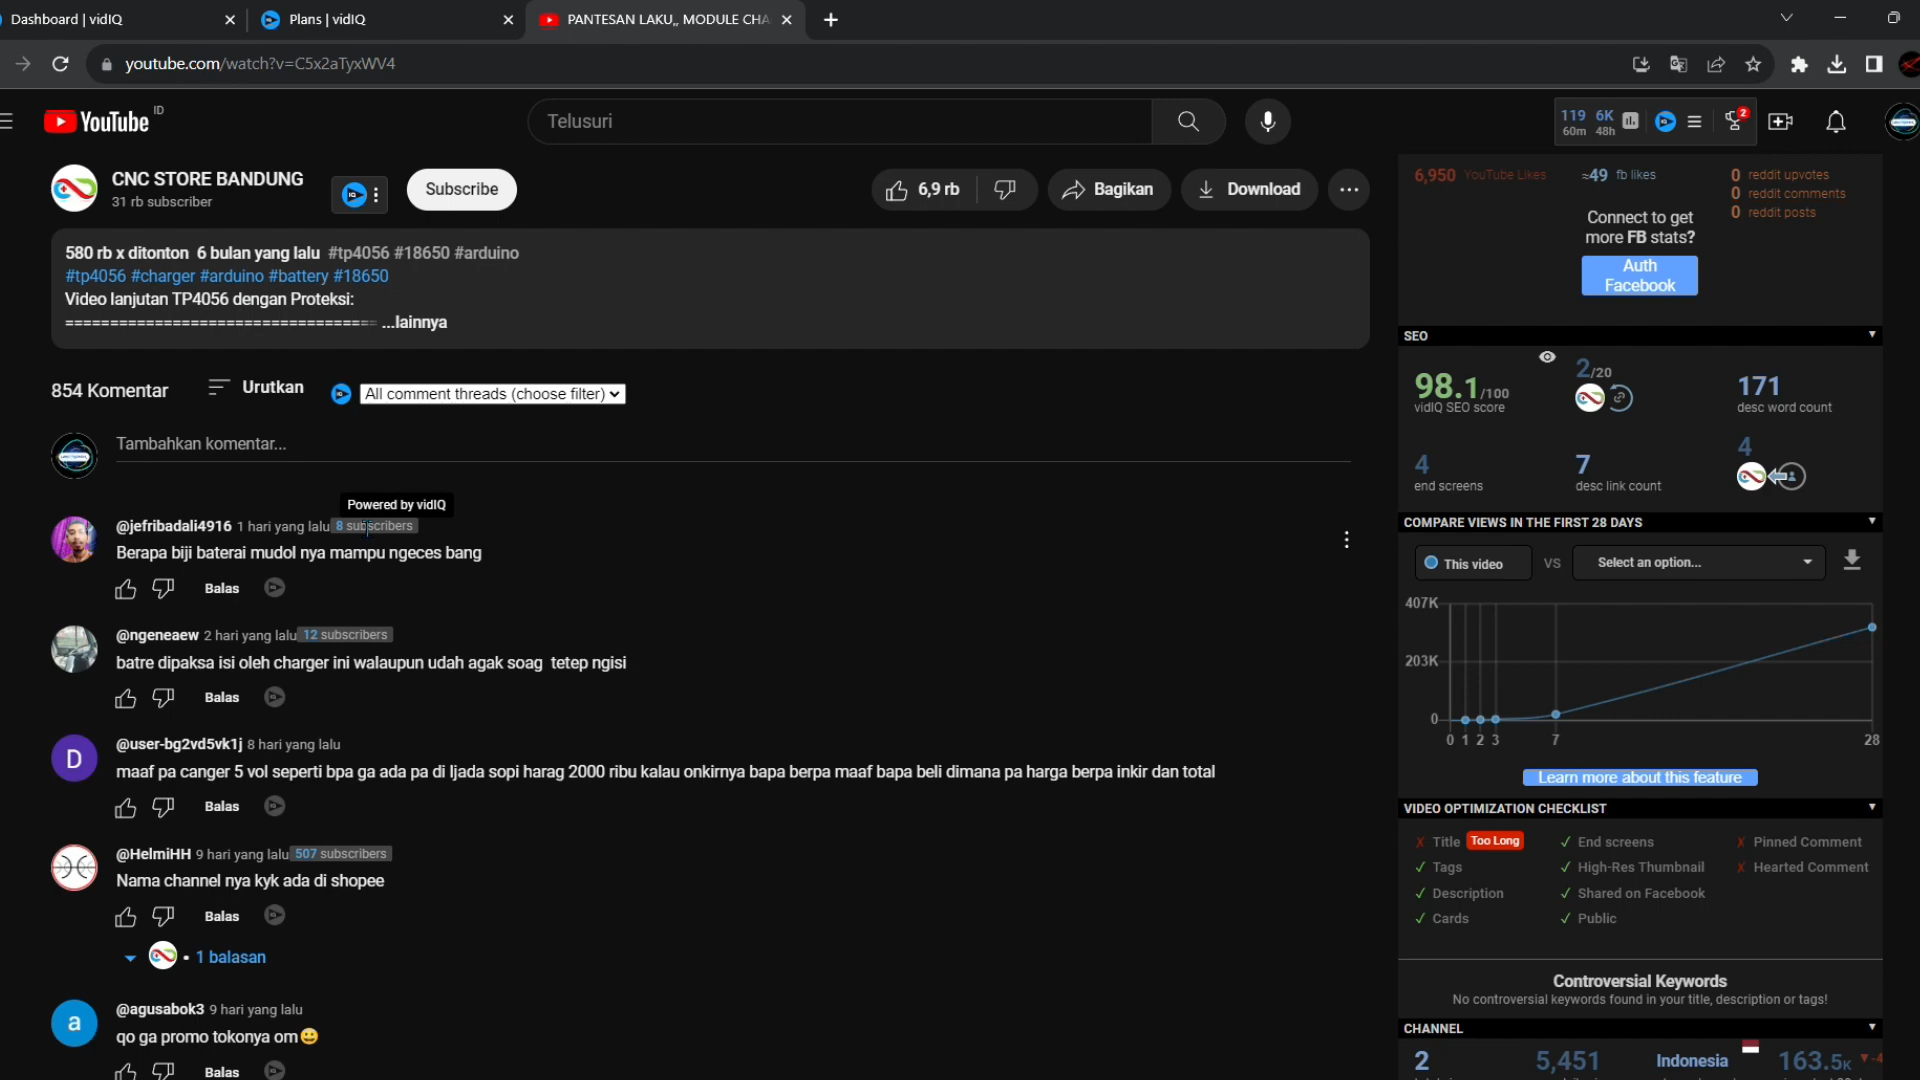 Dashboard | vidIQ
Plans | vidIQ
PANTESAN LAKU,, MODULE CHA
youtube.com/watch?v=C5x2aTyxWV4
YouTube ID
Telusuri
119 6K
60m 48h
2
CNC STORE BANDUNG
31 rb subscriber
Subscribe
6,9 rb
Bagikan
Download
580 rb x ditonton 6 bulan yang lalu #tp4056 #18650 #arduino
#tp4056 #charger #arduino #battery #18650
Video lanjutan TP4056 dengan Proteksi:
=================================== ...lainnya
854 Komentar
Urutkan
All comment threads (choose filter)
Tambahkan komentar...
Powered by vidIQ
@jefribadali4916 1 hari yang lalu 8 subscribers
Berapa biji baterai mudol nya mampu ngeces bang
Balas
@ngeneaew 2 hari yang lalu 12 subscribers
batre dipaksa isi oleh charger ini walaupun udah agak soag tetep ngisi
Balas
D
@user-bg2vd5vk1j 8 hari yang lalu
maaf pa canger 5 vol seperti bpa ga ada pa di ljada sopi harag 2000 ribu kalau onkirnya bapa berpa maaf bapa beli dimana pa harga berpa inkir dan total
Balas
@HelmiHH 9 hari yang lalu 507 subscribers
Nama channel nya kyk ada di shopee
Balas
• 1 balasan
a
@agusabok3 9 hari yang lalu
qo ga promo tokonya om😀
Balas
6,950 YouTube Likes
≈49 fb likes
0 reddit upvotes
0 reddit comments
0 reddit posts
Connect to get
more FB stats?
Auth
Facebook
SEO
98.1/100
vidIQ SEO score
2/20
171
desc word count
4
end screens
7
desc link count
4
COMPARE VIEWS IN THE FIRST 28 DAYS
This video
VS
Select an option...
407K
203K
0
0 1 2 3 7 28
Learn more about this feature
VIDEO OPTIMIZATION CHECKLIST
✗ Title Too Long
✓ End screens
✗ Pinned Comment
✓ Tags
✓ High-Res Thumbnail
✗ Hearted Comment
✓ Description
✓ Shared on Facebook
✓ Cards
✓ Public
Controversial Keywords
No controversial keywords found in your title, description or tags!
CHANNEL
2
5,451
Indonesia
163.5K
▼-4